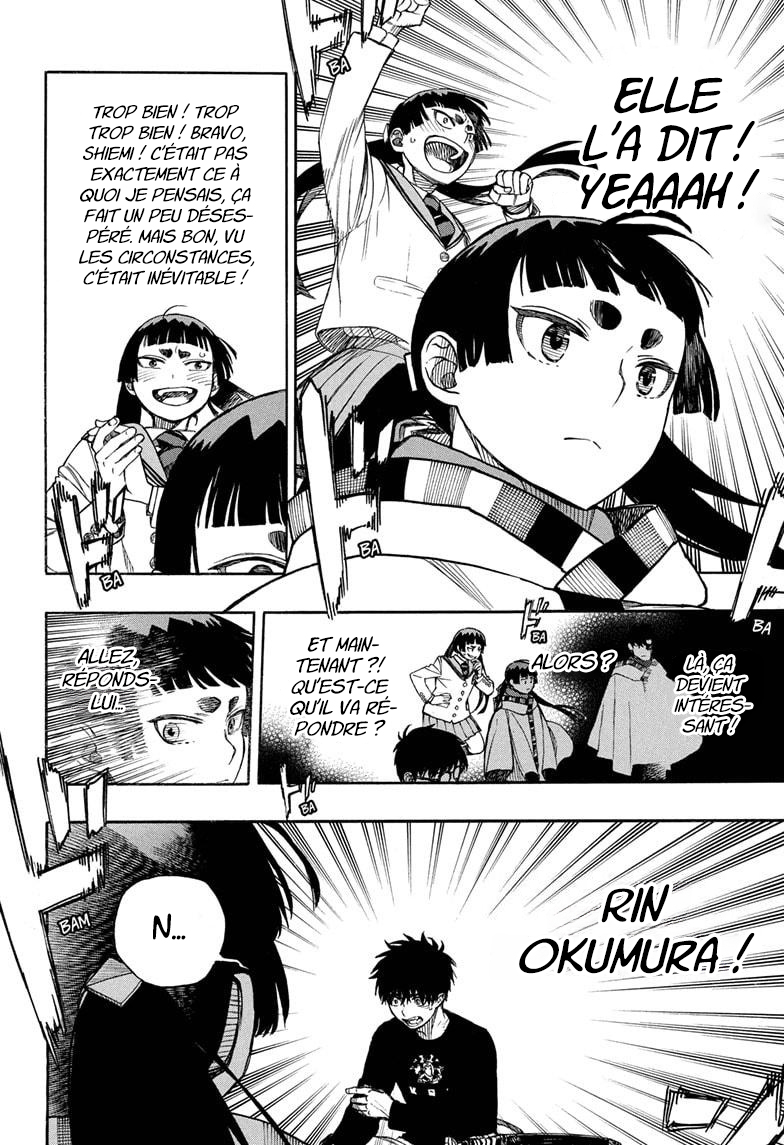 BA
ELLE
L'A DIT !
YEAAAH !
TROP BIEN ! TROP
TROP BIEN ! BRAVO,
SHIEMI ! C'ÉTAIT PAS
EXACTEMENT CE À
QUOI JE PENSAIS, ÇA
FAIT UN PEU DÉSES-
PÉRÉ. MAIS BON, VU
LES CIRCONSTANCES,
C'ÉTAIT INÉVITABLE !
BA
BA
BA
ALLEZ,
RÉPONDS-
LUI...
ET MAIN-
TENANT ?!
QU'EST-CE
QU'IL VA RÉ-
PONDRE ?
BA
ALORS ?
LÀ, ÇA
DEVIENT
INTÉRES-
SANT !
BA
BAM
N...
RIN
OKUMURA !